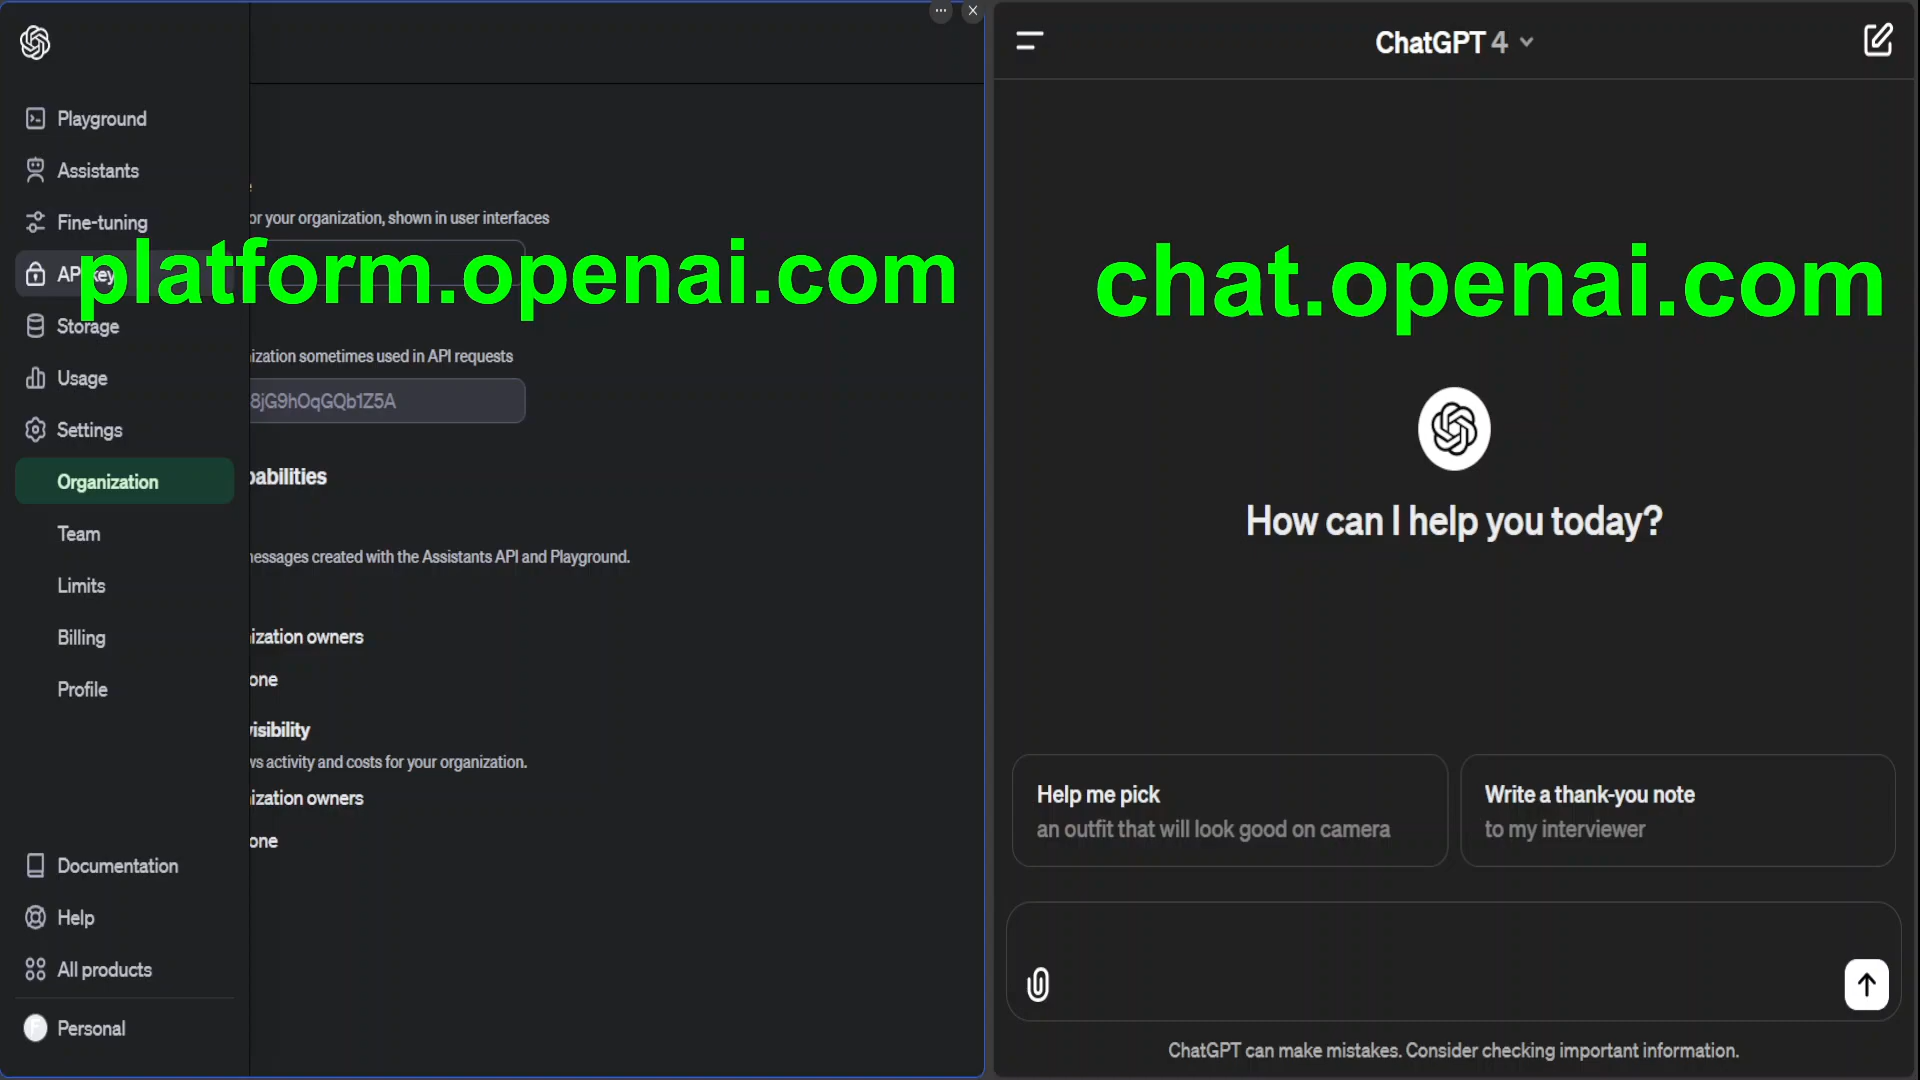 Playground
Assistants
Fine-tuning
API key
Storage
Usage
Settings
Organization
Team
Limits
Billing
Profile
Documentation
Help
All products
Personal
or your organization, shown in user interfaces
platform.openai.com
ization sometimes used in API requests
8jG9hOqGQb1Z5A
abilities
essages created with the Assistants API and Playground.
ization owners
one
visibility
ws activity and costs for your organization.
ization owners
one
ChatGPT 4
chat.openai.com
How can I help you today?
Help me pick
an outfit that will look good on camera
Write a thank-you note
to my interviewer
ChatGPT can make mistakes. Consider checking important information.